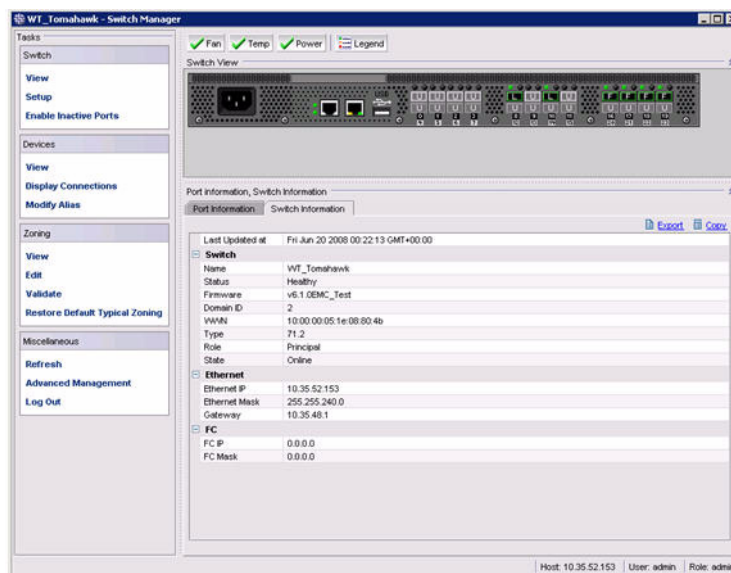 WT_Tomahawk - Switch Manager
Tasks
Switch
View
Setup
Enable Inactive Ports
Devices
View
Display Connections
Modify Alias
Zoning
View
Edit
Validate
Restore Default Typical Zoning
Miscellaneous
Refresh
Advanced Management
Log Out
Fan Temp Power Legend
Switch View
USB
Port information, Switch Information
Port Information Switch Information
Export Copy
Last Updated at Fri Jun 20 2008 00:22:13 GMT+00:00
Switch
Name WT_Tomahawk
Status Healthy
Firmware v6.1.0EMC_Test
Domain ID 2
WWN 10:00:00:05:1e:08:80:4b
Type 71.2
Role Principal
State Online
Ethernet
Ethernet IP 10.35.52.153
Ethernet Mask 255.255.240.0
Gateway 10.35.48.1
FC
FC IP 0.0.0.0
FC Mask 0.0.0.0
Host: 10.35.52.153 User: admin Role: admi